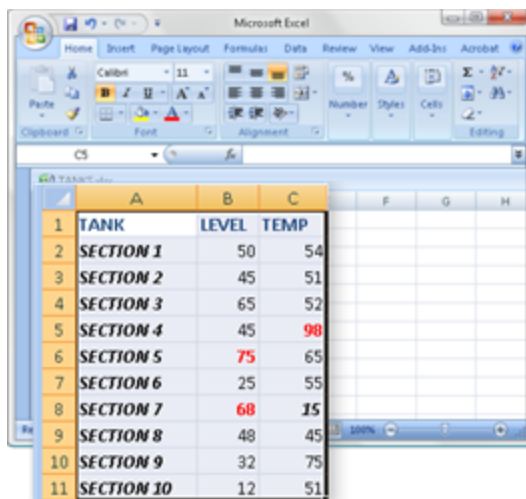 Microsoft Excel
Home Insert Page Layout Formulas Data Review View Add-Ins Acrobat
Calibri 11
Paste B I U A A A Number Styles Cells
Clipboard Font Alignment Editing
C5 fx
TANKS.xlsx
F G H
A B C
1 TANK LEVEL TEMP
2 SECTION 1 50 54
3 SECTION 2 45 51
4 SECTION 3 65 52
5 SECTION 4 45 98
6 SECTION 5 75 65
7 SECTION 6 25 55
8 SECTION 7 68 15
100%
9 SECTION 8 48 45
10 SECTION 9 32 75
11 SECTION 10 12 51